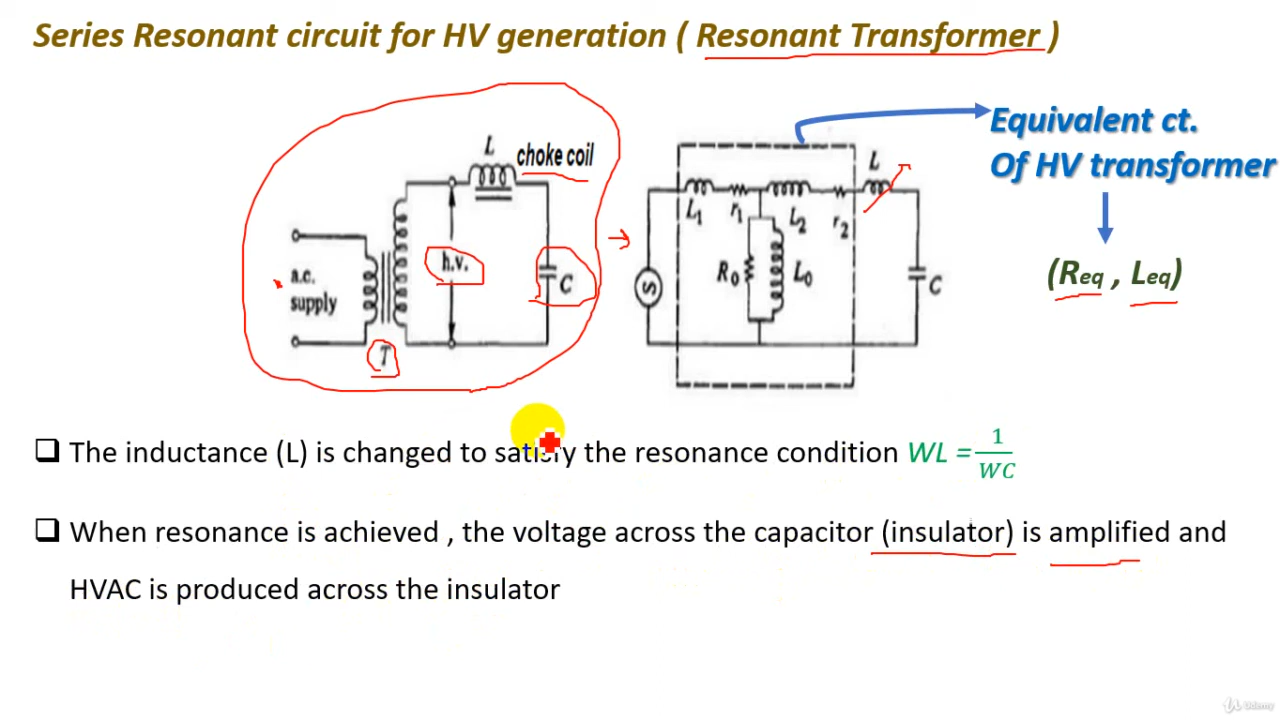 Series Resonant circuit for HV generation ( Resonant Transformer )
L
choke coil
h.v.
C
a.c.
supply
T
L
L1
r1
L2
r2
R0
L0
S
C
Equivalent ct.
Of HV transformer
(Req , Leq)
❑ The inductance (L) is changed to satisfy the resonance condition WL = 1/WC
❑ When resonance is achieved , the voltage across the capacitor (insulator) is amplified and
HVAC is produced across the insulator
Udemy